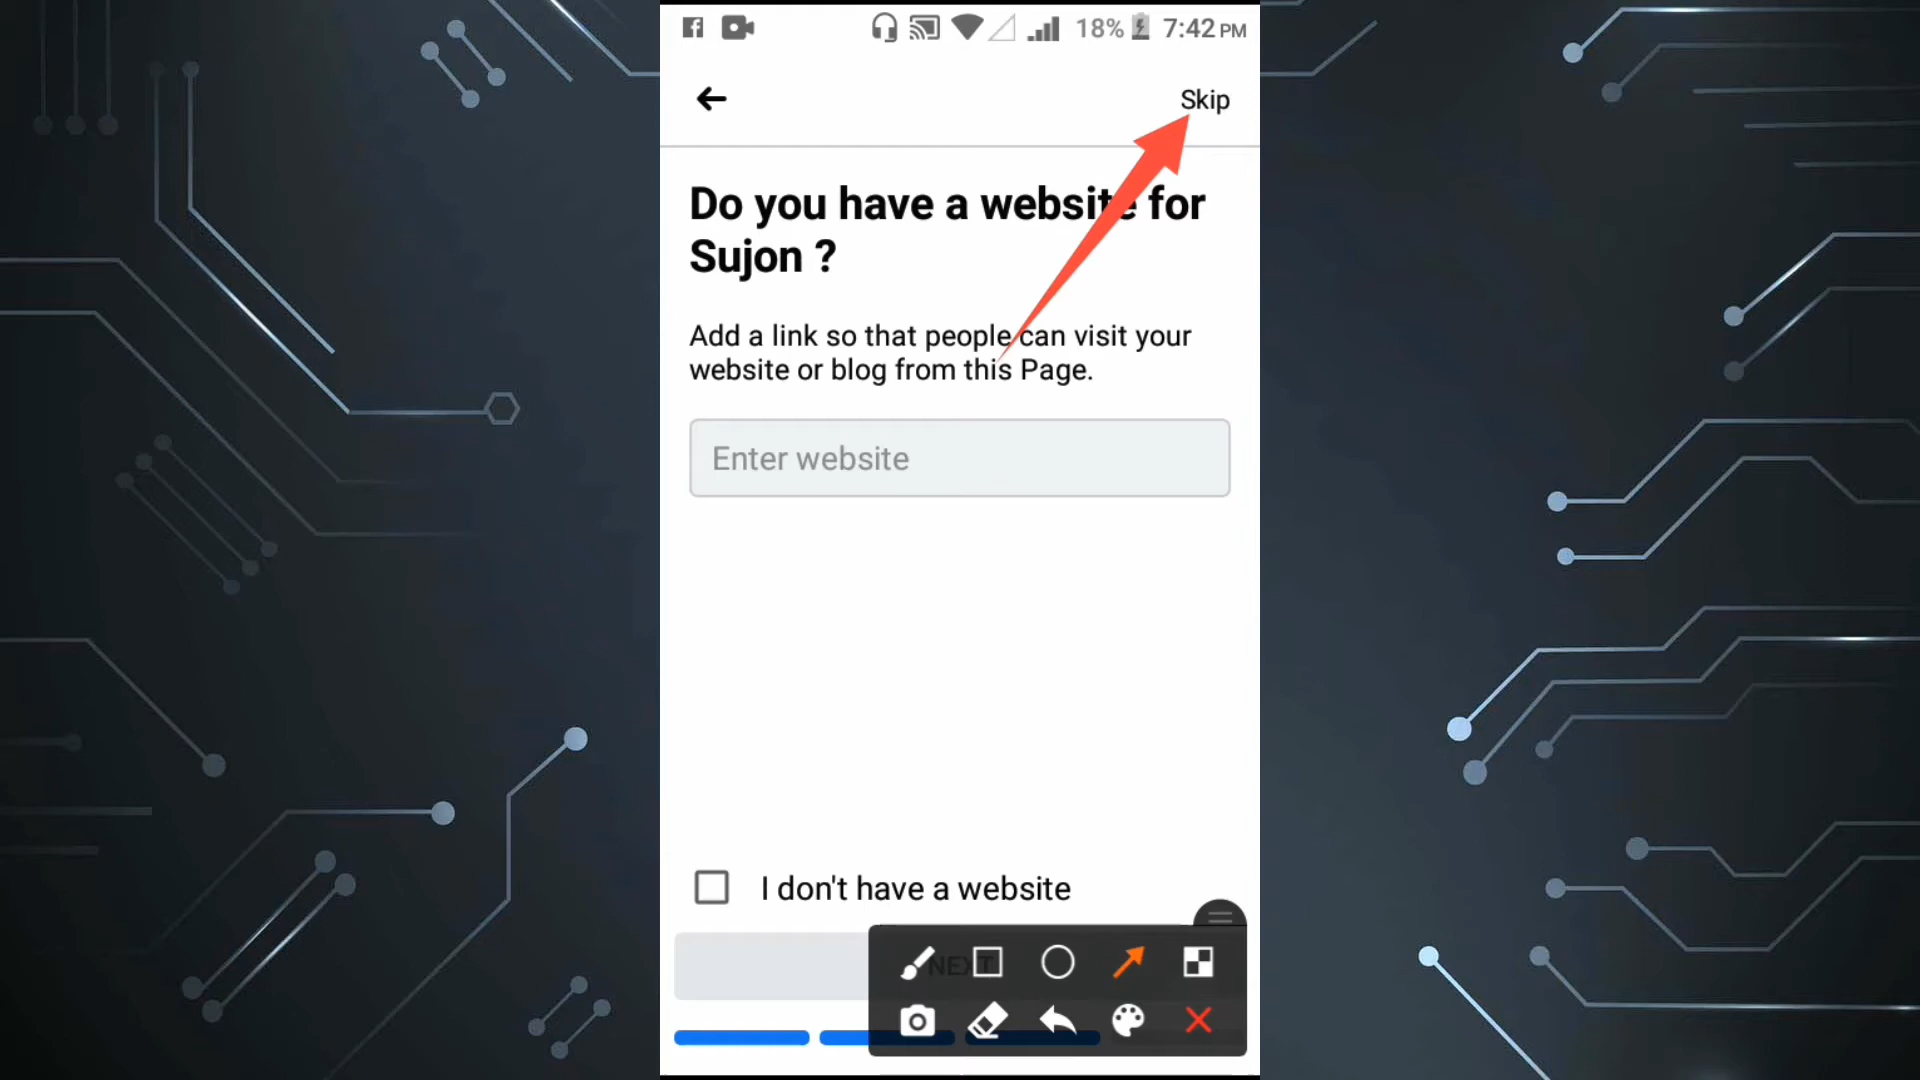 18% 7:42 PM
Skip
Do you have a website for
Sujon ?
Add a link so that people can visit your
website or blog from this Page.
Enter website
I don't have a website
NEXT